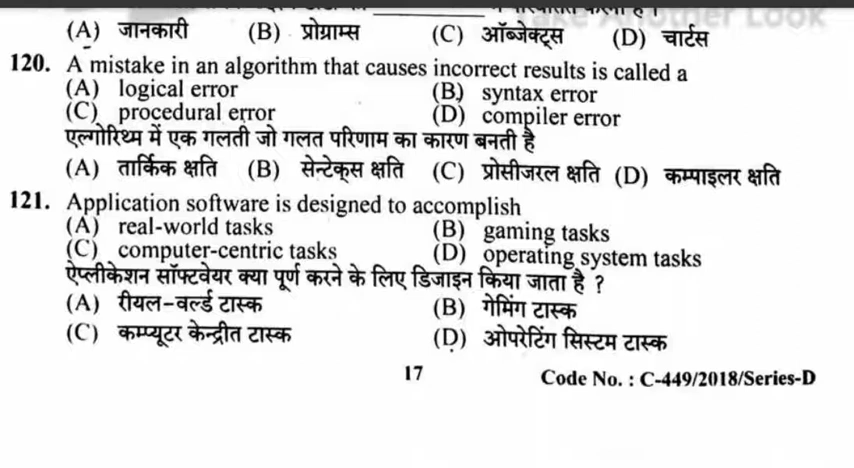 Take Another Look
(A) जानकारी (B) प्रोग्राम्स (C) ऑब्जेक्ट्स (D) चार्टस
120. A mistake in an algorithm that causes incorrect results is called a
(A) logical error (B) syntax error
(C) procedural error (D) compiler error
एल्गोरिथ्म में एक गलती जो गलत परिणाम का कारण बनती है
(A) तार्किक क्षति (B) सेन्टेक्स क्षति (C) प्रोसीजरल क्षति (D) कम्पाइलर क्षति
121. Application software is designed to accomplish
(A) real-world tasks (B) gaming tasks
(C) computer-centric tasks (D) operating system tasks
ऐप्लीकेशन सॉफ्टवेयर क्या पूर्ण करने के लिए डिजाइन किया जाता है ?
(A) रीयल-वर्ल्ड टास्क (B) गेमिंग टास्क
(C) कम्प्यूटर केन्द्रीत टास्क (D) ओपरेटिंग सिस्टम टास्क
17 Code No. : C-449/2018/Series-D